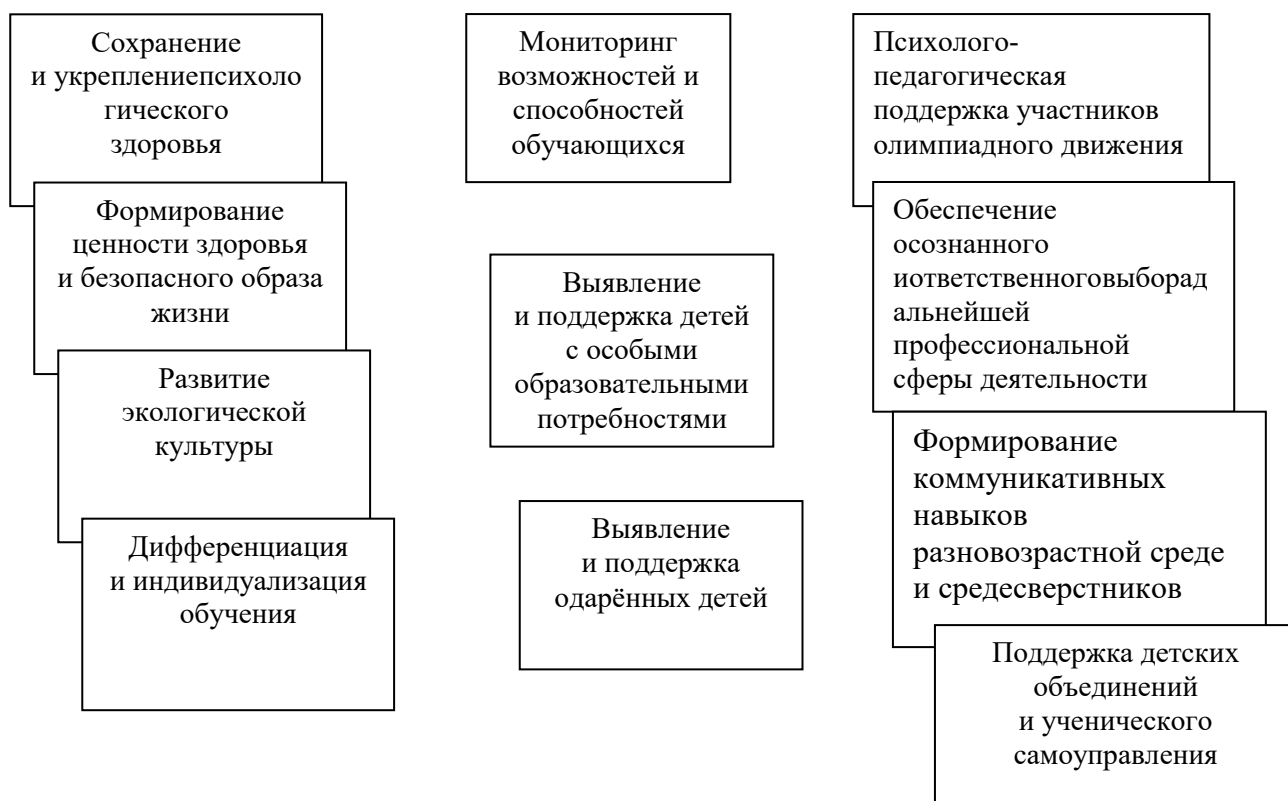 Сохранение
и укреплениепсихоло
гического
здоровья
Формирование
ценности здоровья
и безопасного образа
жизни
Развитие
экологической
культуры
Дифференциация
и индивидуализация
обучения
Мониторинг
возможностей и
способностей
обучающихся
Выявление
и поддержка детей
с особыми
образовательными
потребностями
Выявление
и поддержка
одарённых детей
Психолого-
педагогическая
поддержка участников
олимпиадного движения
Обеспечение
осознанного
иответственноговыборад
альнейшей
профессиональной
сферы деятельности
Формирование
коммуникативных
навыков
разновозрастной среде
и средесверстников
Поддержка детских
объединений
и ученического
самоуправления